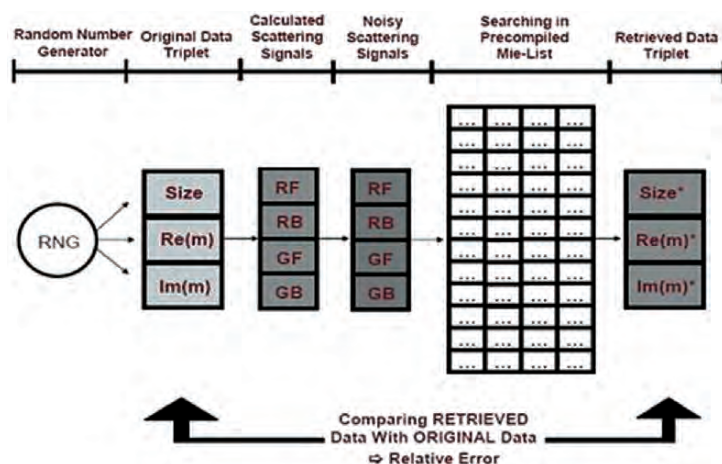 Random Number
Generator
Original Data
Triplet
Calculated
Scattering
Signals
Noisy
Scattering
Signals
Searching in
Precompiled
Mie-List
Retrieved Data
Triplet
RNG
Size
Re(m)
Im(m)
RF
RB
GF
GB
RF
RB
GF
GB
... ... ... ...
... ... ... ...
... ... ... ...
... ... ... ...
... ... ... ...
... ... ... ...
... ... ... ...
... ... ... ...
... ... ... ...
... ... ... ...
... ... ... ...
... ... ... ...
Size*
Re(m)*
Im(m)*
Comparing RETRIEVED
Data With ORIGINAL Data
⇨ Relative Error